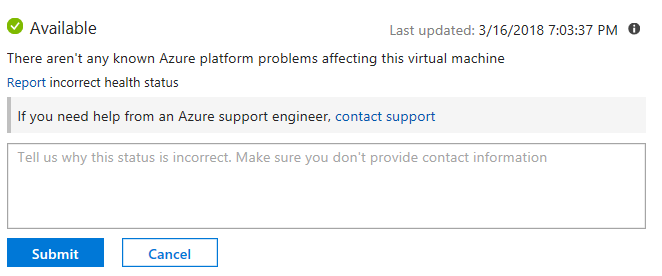 Available
Last updated: 3/16/2018 7:03:37 PM
There aren't any known Azure platform problems affecting this virtual machine
Report incorrect health status
If you need help from an Azure support engineer, contact support
Tell us why this status is incorrect. Make sure you don't provide contact information
Submit
Cancel